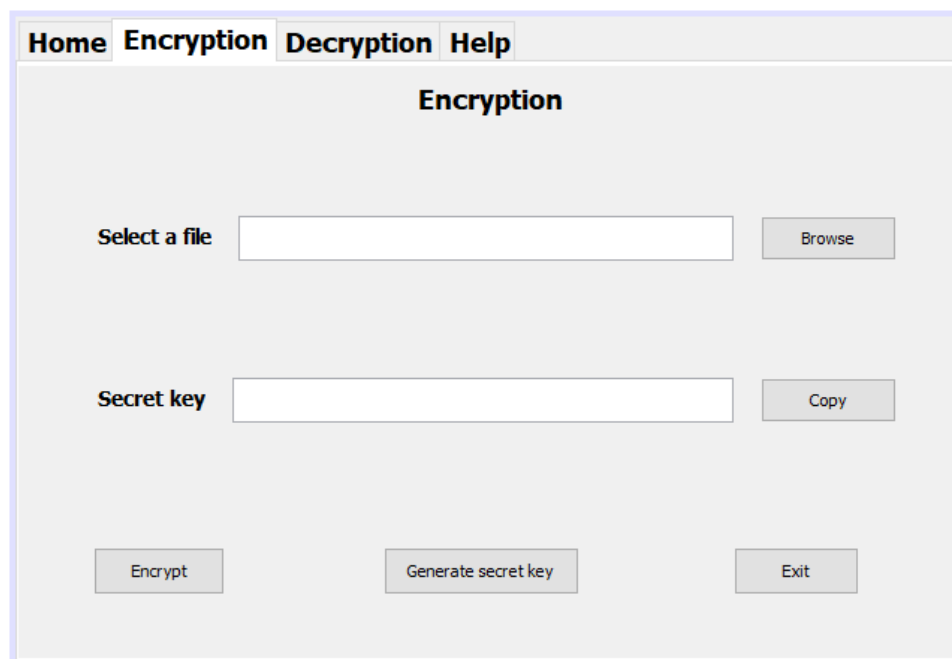 Home Encryption Decryption Help
Encryption
Select a file Browse
Secret key Copy
Encrypt Generate secret key Exit